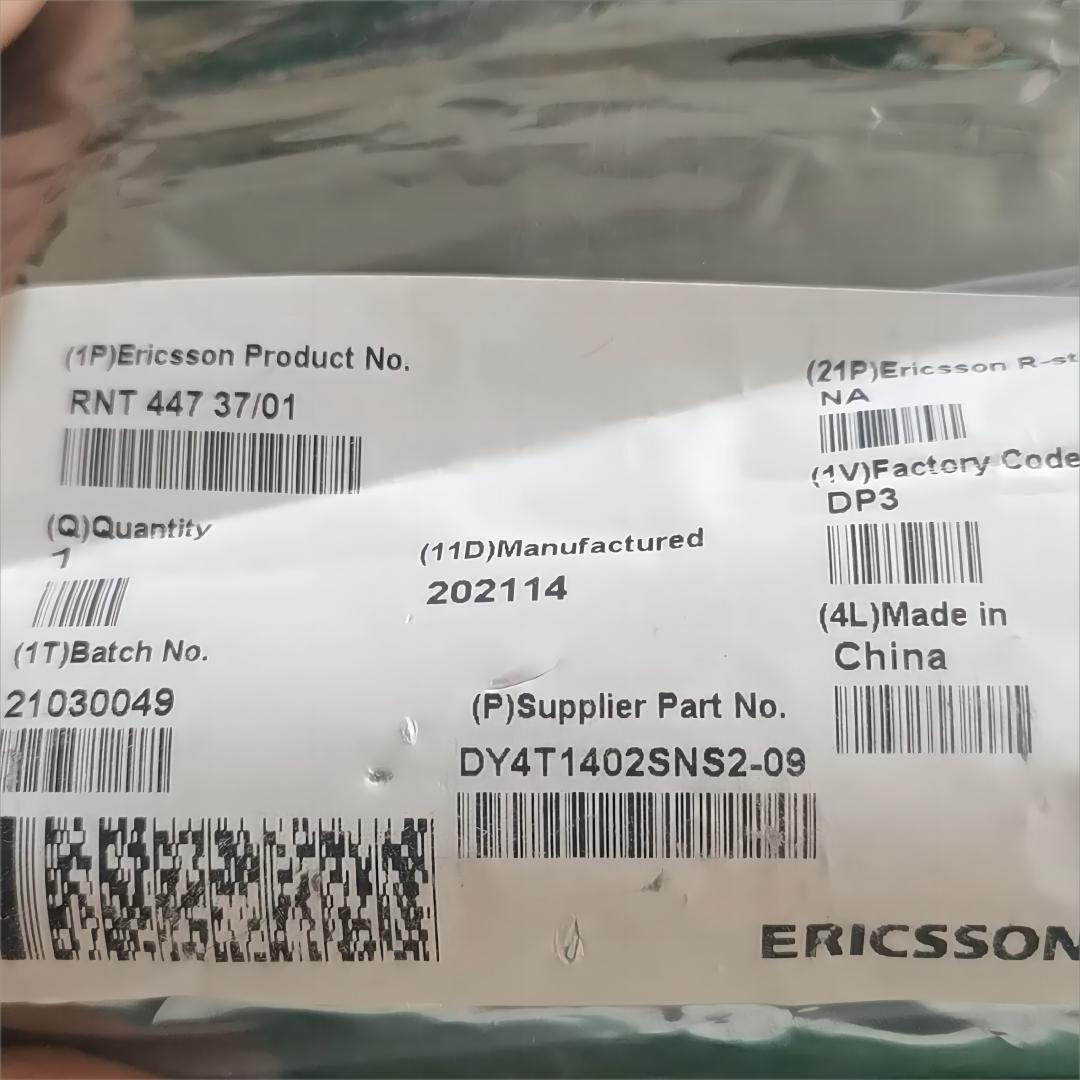 (1P)Ericsson Product No.
RNT 447 37/01
(21P)Ericsson R-st
NA
(1V)Factory Code
DP3
(Q)Quantity
1
(11D)Manufactured
202114
(4L)Made in
China
(1T)Batch No.
21030049
(P)Supplier Part No.
DY4T1402SNS2-09
ERICSSON